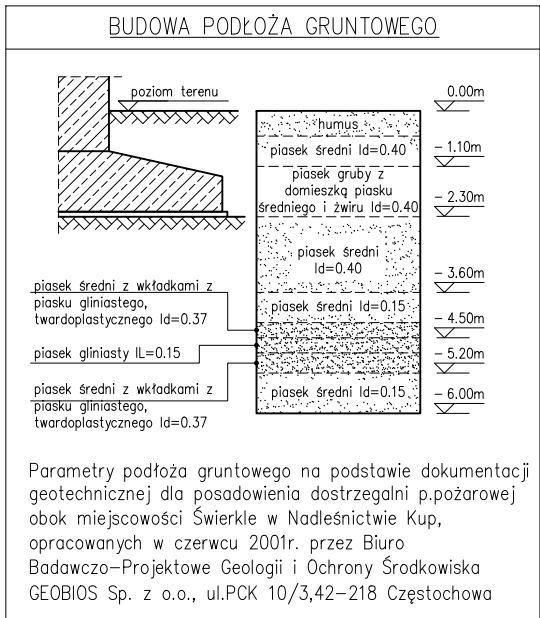 BUDOWA PODŁOŻA GRUNTOWEGO
poziom terenu
0.00m
humus
piasek średni Id=0.40
- 1.10m
piasek gruby z
domieszką piasku
średniego i żwiru Id=0.40
- 2.30m
piasek średni
Id=0.40
- 3.60m
piasek średni z wkładkami z
piasku gliniastego,
twardoplastycznego Id=0.37
piasek średni Id=0.15
- 4.50m
piasek gliniasty IL=0.15
- 5.20m
piasek średni z wkładkami z
piasku gliniastego,
twardoplastycznego Id=0.37
piasek średni Id=0.15
- 6.00m
Parametry podłoża gruntowego na podstawie dokumentacji
geotechnicznej dla posadowienia dostrzegalni p.pożarowej
obok miejscowości Świerkle w Nadleśnictwie Kup,
opracowanych w czerwcu 2001r. przez Biuro
Badawczo-Projektowe Geologii i Ochrony Środkowiska
GEOBIOS Sp. z o.o., ul.PCK 10/3,42-218 Częstochowa